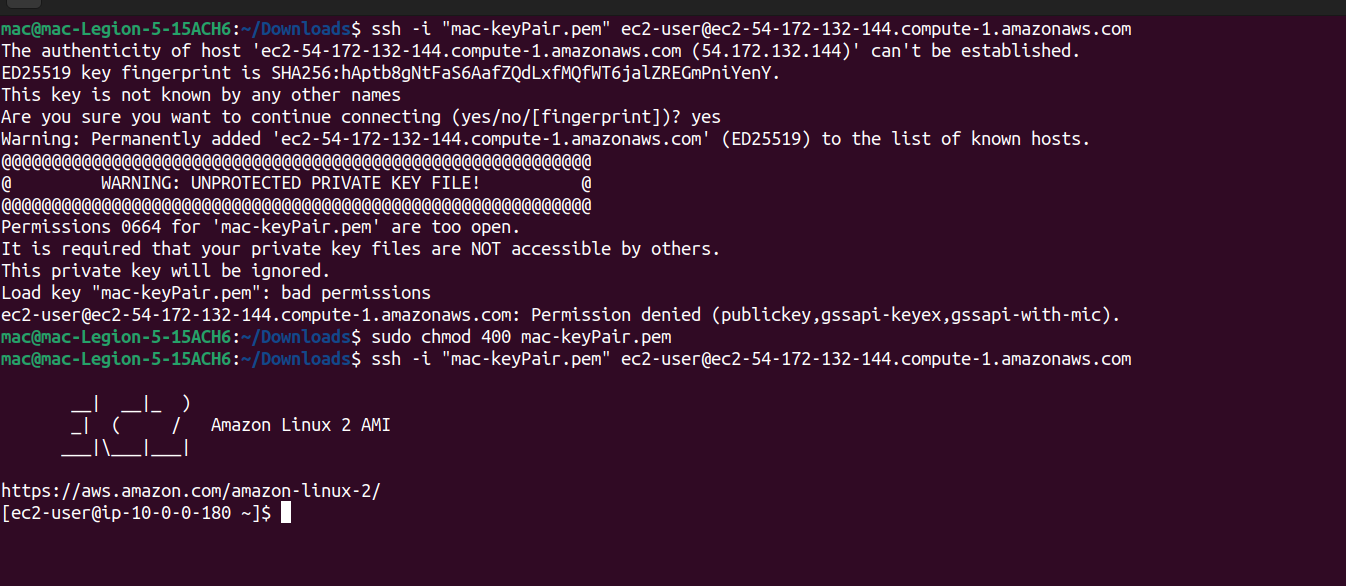 mac@mac-Legion-5-15ACH6:~/Downloads$ ssh -i "mac-keyPair.pem" ec2-user@ec2-54-172-132-144.compute-1.amazonaws.com
The authenticity of host 'ec2-54-172-132-144.compute-1.amazonaws.com (54.172.132.144)' can't be established.
ED25519 key fingerprint is SHA256:hAptb8gNtFaS6AafZQdLxfMQfWT6jalZREGmPniYenY.
This key is not known by any other names
Are you sure you want to continue connecting (yes/no/[fingerprint])? yes
Warning: Permanently added 'ec2-54-172-132-144.compute-1.amazonaws.com' (ED25519) to the list of known hosts.
@@@@@@@@@@@@@@@@@@@@@@@@@@@@@@@@@@@@@@@@@@@@@@@@@@@@@@@@@@@
@         WARNING: UNPROTECTED PRIVATE KEY FILE!          @
@@@@@@@@@@@@@@@@@@@@@@@@@@@@@@@@@@@@@@@@@@@@@@@@@@@@@@@@@@@
Permissions 0664 for 'mac-keyPair.pem' are too open.
It is required that your private key files are NOT accessible by others.
This private key will be ignored.
Load key "mac-keyPair.pem": bad permissions
ec2-user@ec2-54-172-132-144.compute-1.amazonaws.com: Permission denied (publickey,gssapi-keyex,gssapi-with-mic).
mac@mac-Legion-5-15ACH6:~/Downloads$ sudo chmod 400 mac-keyPair.pem
mac@mac-Legion-5-15ACH6:~/Downloads$ ssh -i "mac-keyPair.pem" ec2-user@ec2-54-172-132-144.compute-1.amazonaws.com

       __|  __|_  )
       _|  (     /   Amazon Linux 2 AMI
      ___|\___|___|

https://aws.amazon.com/amazon-linux-2/
[ec2-user@ip-10-0-0-180 ~]$